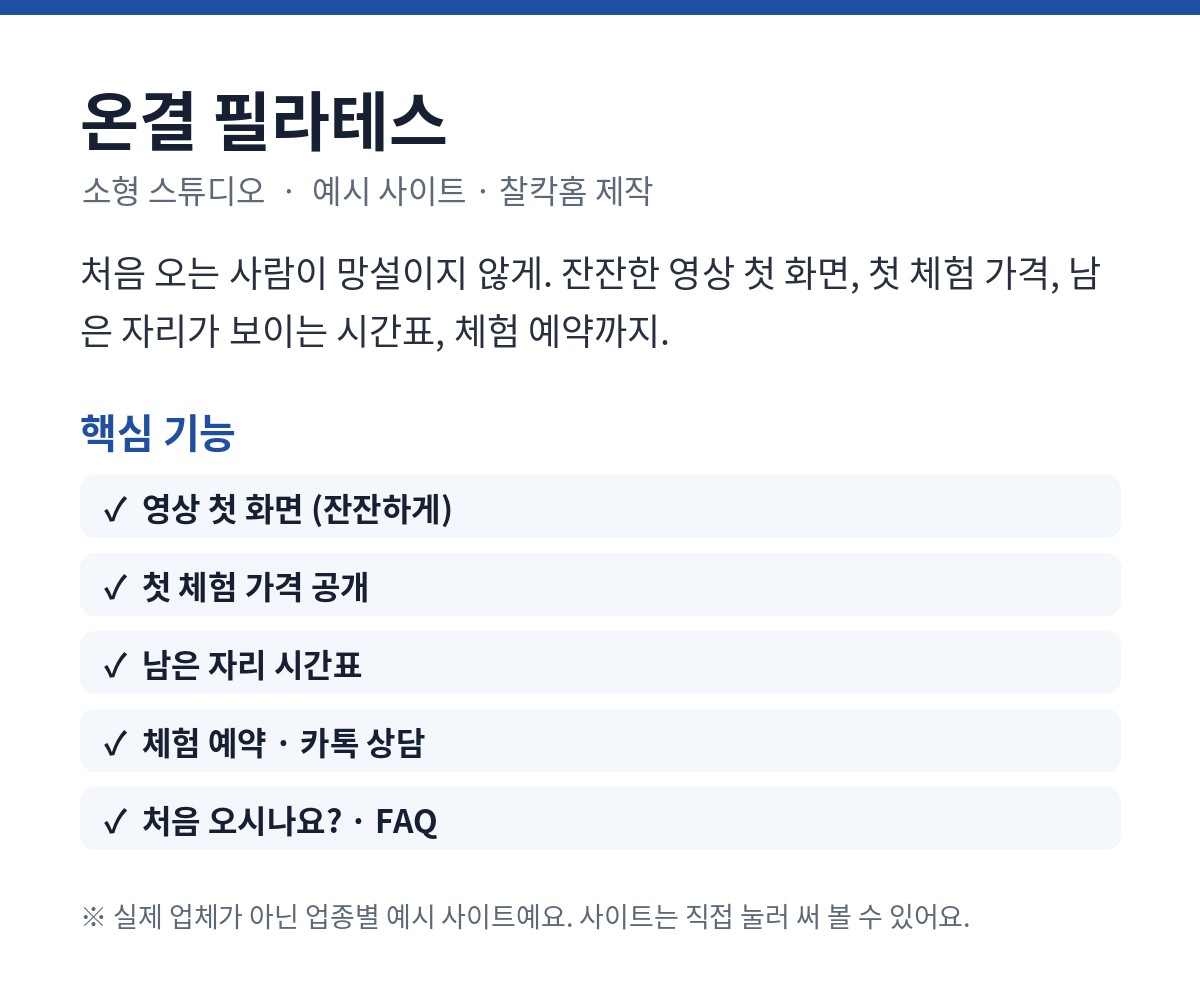 온결 필라테스
소형 스튜디오 · 예시 사이트 · 찰칵홈 제작
처음 오는 사람이 망설이지 않게. 잔잔한 영상 첫 화면, 첫 체험 가격, 남
은 자리가 보이는 시간표, 체험 예약까지.
핵심 기능
✓ 영상 첫 화면 (잔잔하게)
✓ 첫 체험 가격 공개
✓ 남은 자리 시간표
✓ 체험 예약 · 카톡 상담
✓ 처음 오시나요? · FAQ
※ 실제 업체가 아닌 업종별 예시 사이트예요. 사이트는 직접 눌러 써 볼 수 있어요.